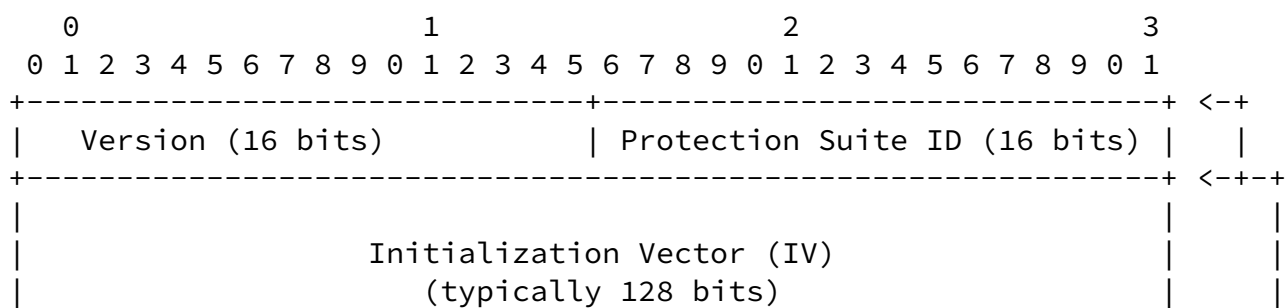 0 1 2 3
0 1 2 3 4 5 6 7 8 9 0 1 2 3 4 5 6 7 8 9 0 1 2 3 4 5 6 7 8 9 0 1
+-------------------------------+-------------------------------+ <-+
| Version (16 bits) | Protection Suite ID (16 bits) | |
+---------------------------------------------------------------+ <-+-+
| | |
| Initialization Vector (IV) | |
| (typically 128 bits) | |